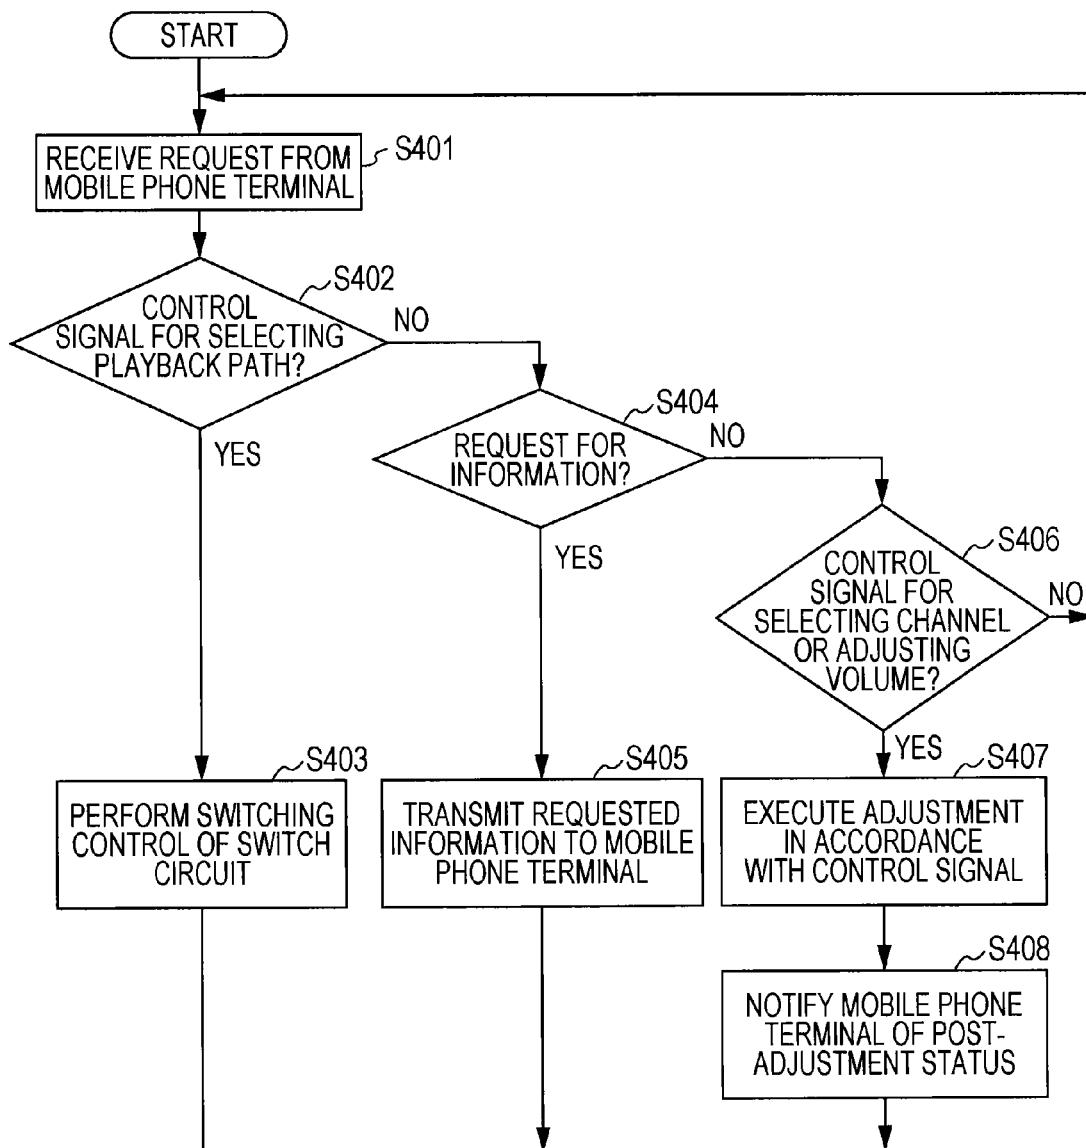 START
RECEIVE REQUEST FROM
MOBILE PHONE TERMINAL
S401
CONTROL
SIGNAL FOR SELECTING
PLAYBACK PATH?
S402
NO
YES
REQUEST FOR
INFORMATION?
S404
NO
YES
CONTROL
SIGNAL FOR
SELECTING CHANNEL
OR ADJUSTING
VOLUME?
S406
NO
YES
S403
PERFORM SWITCHING
CONTROL OF SWITCH
CIRCUIT
S405
TRANSMIT REQUESTED
INFORMATION TO MOBILE
PHONE TERMINAL
S407
EXECUTE ADJUSTMENT
IN ACCORDANCE
WITH CONTROL SIGNAL
S408
NOTIFY MOBILE PHONE
TERMINAL OF POST-
ADJUSTMENT STATUS